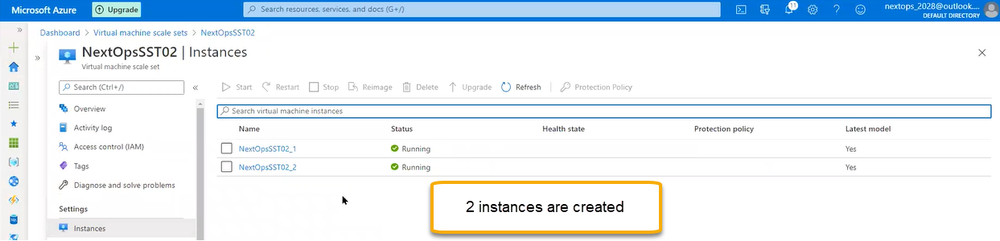 Microsoft Azure
Upgrade
Search resources, services, and docs (G+/)
11
nextops_2028@outlook....
DEFAULT DIRECTORY
Dashboard > Virtual machine scale sets > NextOpsSST02
NextOpsSST02 | Instances
Virtual machine scale set
Search (Ctrl+/)
Start Restart Stop Reimage Delete Upgrade Refresh Protection Policy
Overview
Activity log
Access control (IAM)
Tags
Diagnose and solve problems
Settings
Instances
Search virtual machine instances
Name Status Health state Protection policy Latest model
NextOpsSST02_1 Running Yes
NextOpsSST02_2 Running Yes
2 instances are created